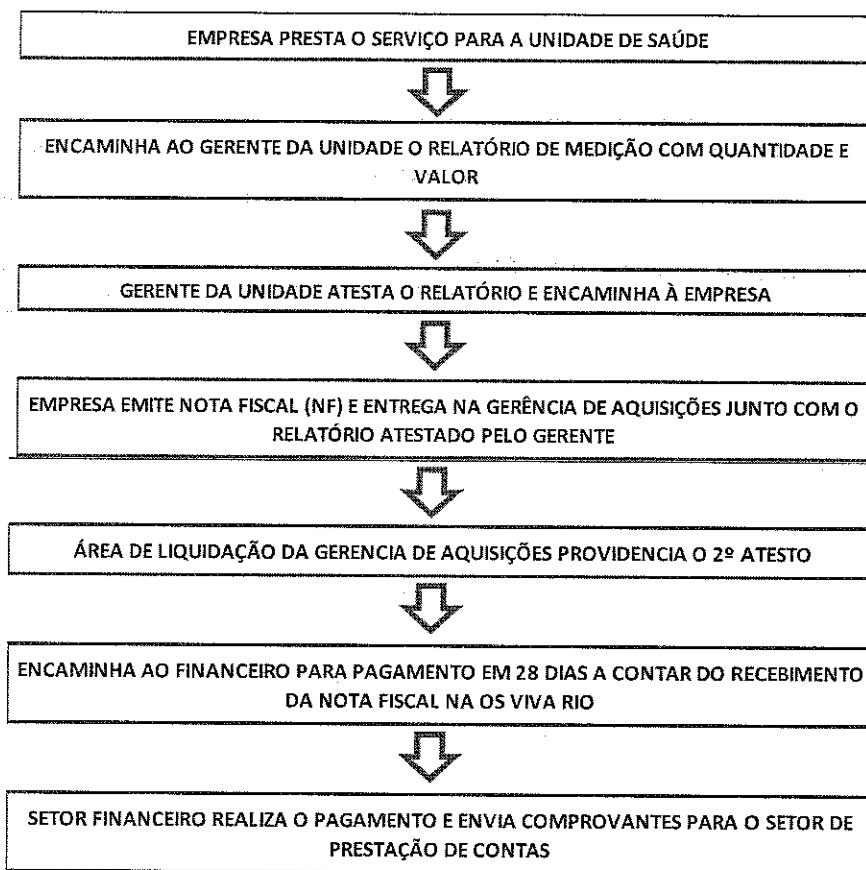 EMPRESA PRESTA O SERVIÇO PARA A UNIDADE DE SAÚDE
ENCAMINHA AO GERENTE DA UNIDADE O RELATÓRIO DE MEDIÇÃO COM QUANTIDADE E
VALOR
GERENTE DA UNIDADE ATESTA O RELATÓRIO E ENCAMINHA À EMPRESA
EMPRESA EMITE NOTA FISCAL (NF) E ENTREGA NA GERÊNCIA DE AQUISIÇÕES JUNTO COM O
RELATÓRIO ATESTADO PELO GERENTE
ÁREA DE LIQUIDAÇÃO DA GERENCIA DE AQUISIÇÕES PROVIDENCIA O 2º ATESTO
ENCAMINHA AO FINANCEIRO PARA PAGAMENTO EM 28 DIAS A CONTAR DO RECEBIMENTO
DA NOTA FISCAL NA OS VIVA RIO
SETOR FINANCEIRO REALIZA O PAGAMENTO E ENVIA COMPROVANTES PARA O SETOR DE
PRESTAÇÃO DE CONTAS